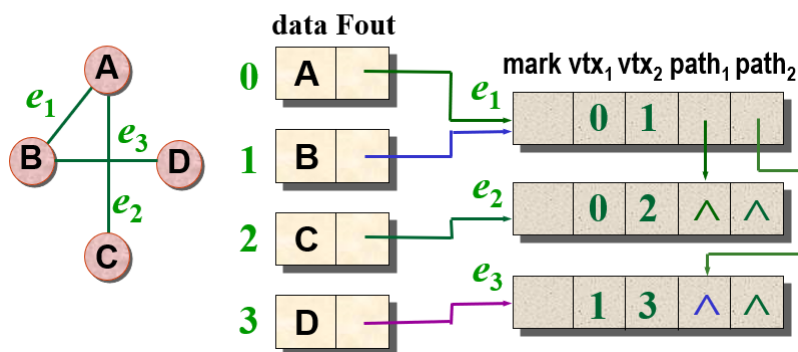 data Fout
mark vtx₁ vtx₂ path₁ path₂
A
e₁
e₃
B
D
e₂
C
0 A
1 B
2 C
3 D
e₁ 0 1
e₂ 0 2 ∧ ∧
e₃ 1 3 ∧ ∧